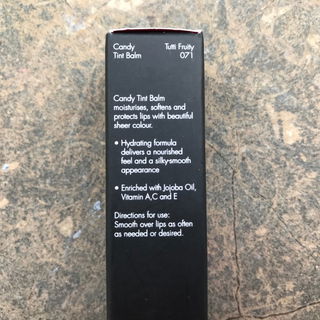 Candy Tutti Fruity
Tint Balm 071
Candy Tint Balm
moisturises, softens and
protects lips with beautiful
sheer colour.
• Hydrating formula
delivers a nourished
feel and a silky-smooth
appearance
• Enriched with Jojoba Oil,
Vitamin A,C and E
Directions for use:
Smooth over lips as often
as needed or desired.